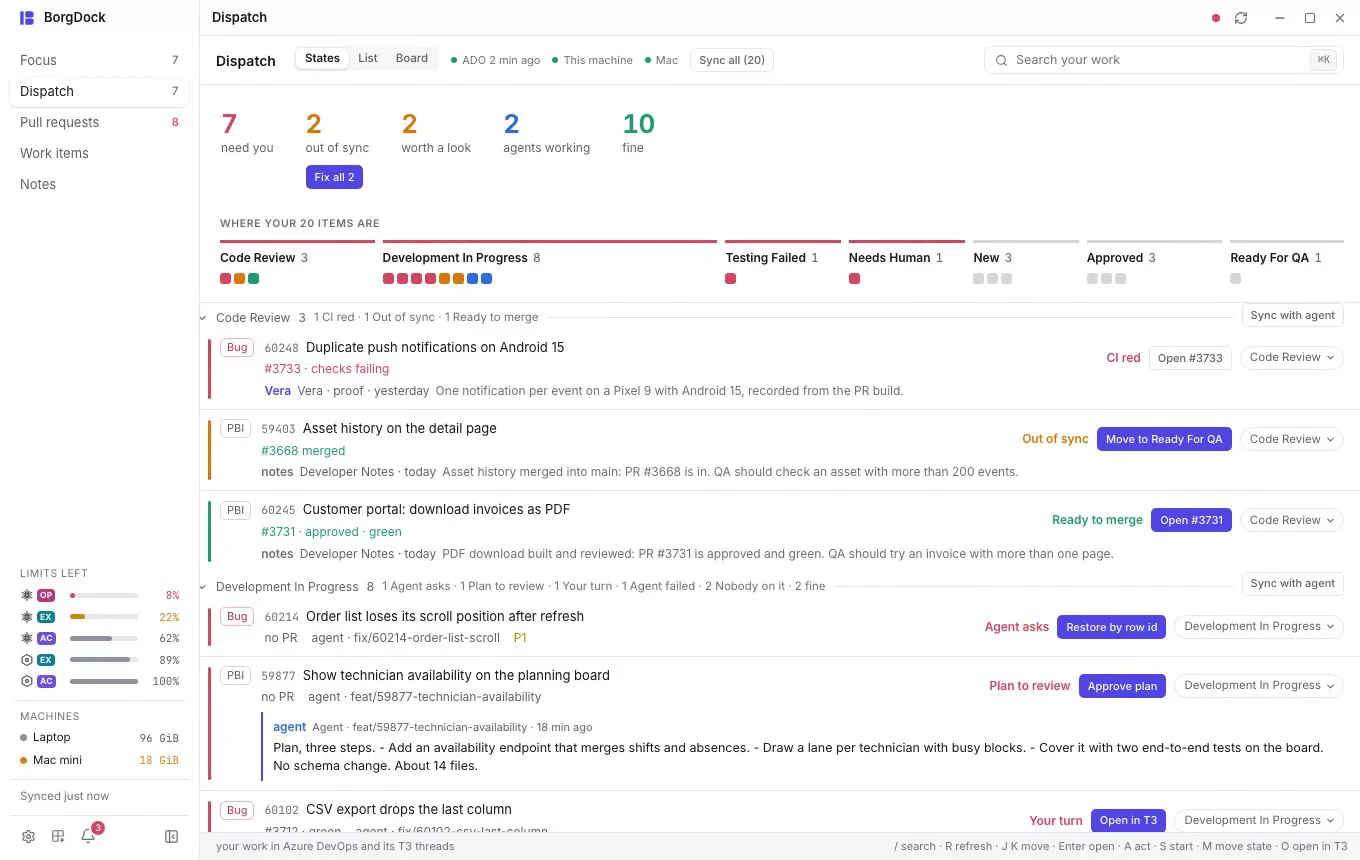 BorgDock
Dispatch
Focus 7
Dispatch 7
Pull requests 8
Work items
Notes
LIMITS LEFT
OP 8%
EX 22%
AC 62%
EX 89%
AC 100%
MACHINES
Laptop 96 GiB
Mac mini 18 GiB
Synced just now
3
Dispatch States List Board ADO 2 min ago This machine Mac Sync all (20) Search your work ⌘K
7 2 2 2 10
need you out of sync worth a look agents working fine
Fix all 2
WHERE YOUR 20 ITEMS ARE
Code Review 3 Development In Progress 8 Testing Failed 1 Needs Human 1 New 3 Approved 3 Ready For QA 1
Code Review 3 1 CI red · 1 Out of sync · 1 Ready to merge Sync with agent
Bug 60248 Duplicate push notifications on Android 15
#3733 · checks failing
CI red Open #3733 Code Review
Vera Vera · proof · yesterday One notification per event on a Pixel 9 with Android 15, recorded from the PR build.
PBI 59403 Asset history on the detail page
#3668 merged
Out of sync Move to Ready For QA Code Review
notes Developer Notes · today Asset history merged into main: PR #3668 is in. QA should check an asset with more than 200 events.
PBI 60245 Customer portal: download invoices as PDF
#3731 · approved · green
Ready to merge Open #3731 Code Review
notes Developer Notes · today PDF download built and reviewed: PR #3731 is approved and green. QA should try an invoice with more than one page.
Development In Progress 8 1 Agent asks · 1 Plan to review · 1 Your turn · 1 Agent failed · 2 Nobody on it · 2 fine Sync with agent
Bug 60214 Order list loses its scroll position after refresh
no PR agent · fix/60214-order-list-scroll P1
Agent asks Restore by row id Development In Progress
PBI 59877 Show technician availability on the planning board
no PR agent · feat/59877-technician-availability
Plan to review Approve plan Development In Progress
agent Agent · feat/59877-technician-availability · 18 min ago
Plan, three steps. - Add an availability endpoint that merges shifts and absences. - Draw a lane per technician with busy blocks. - Cover it with two end-to-end tests on the board.
No schema change. About 14 files.
Bug 60102 CSV export drops the last column
#3712 · green agent · fix/60102-csv-last-column
Your turn Open in T3 Development In Progress
your work in Azure DevOps and its T3 threads / search · R refresh · J K move · Enter open · A act · S start · M move state · O open in T3